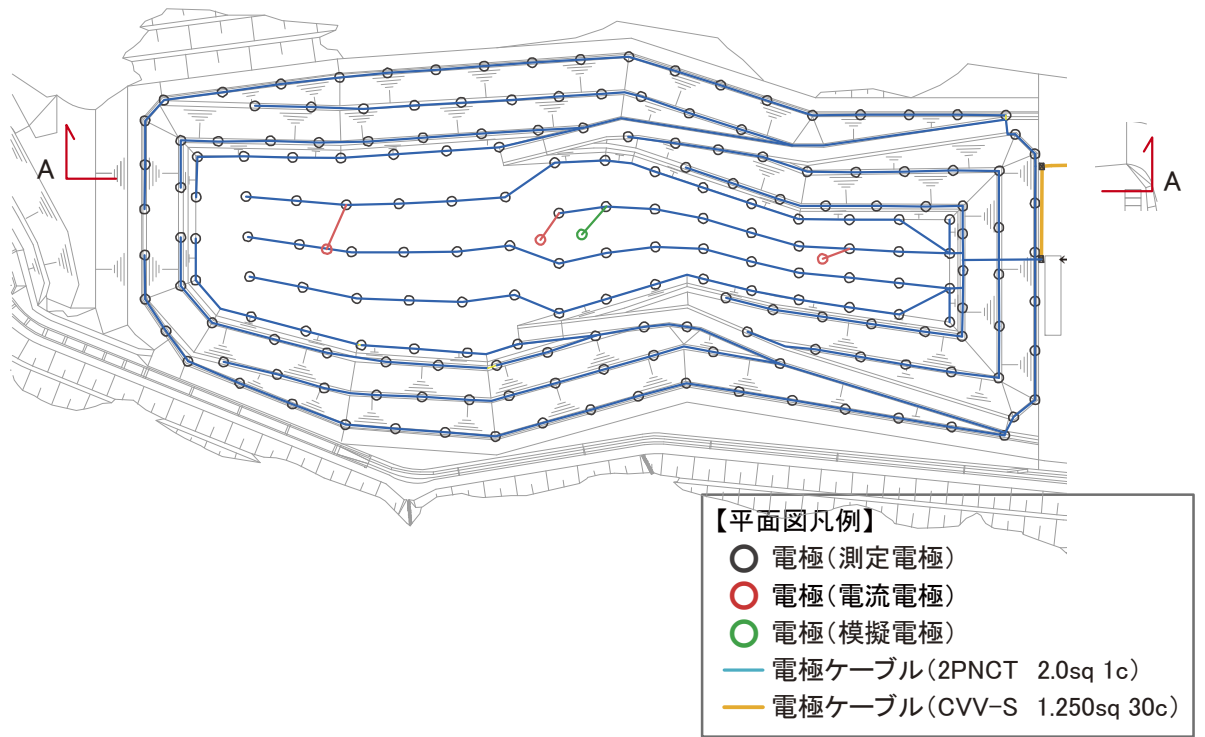 A
A
【平面図凡例】
電極（測定電極）
電極（電流電極）
電極（模擬電極）
電極ケーブル（2PNCT　2.0sq 1c）
電極ケーブル（CVV-S　1.250sq 30c）